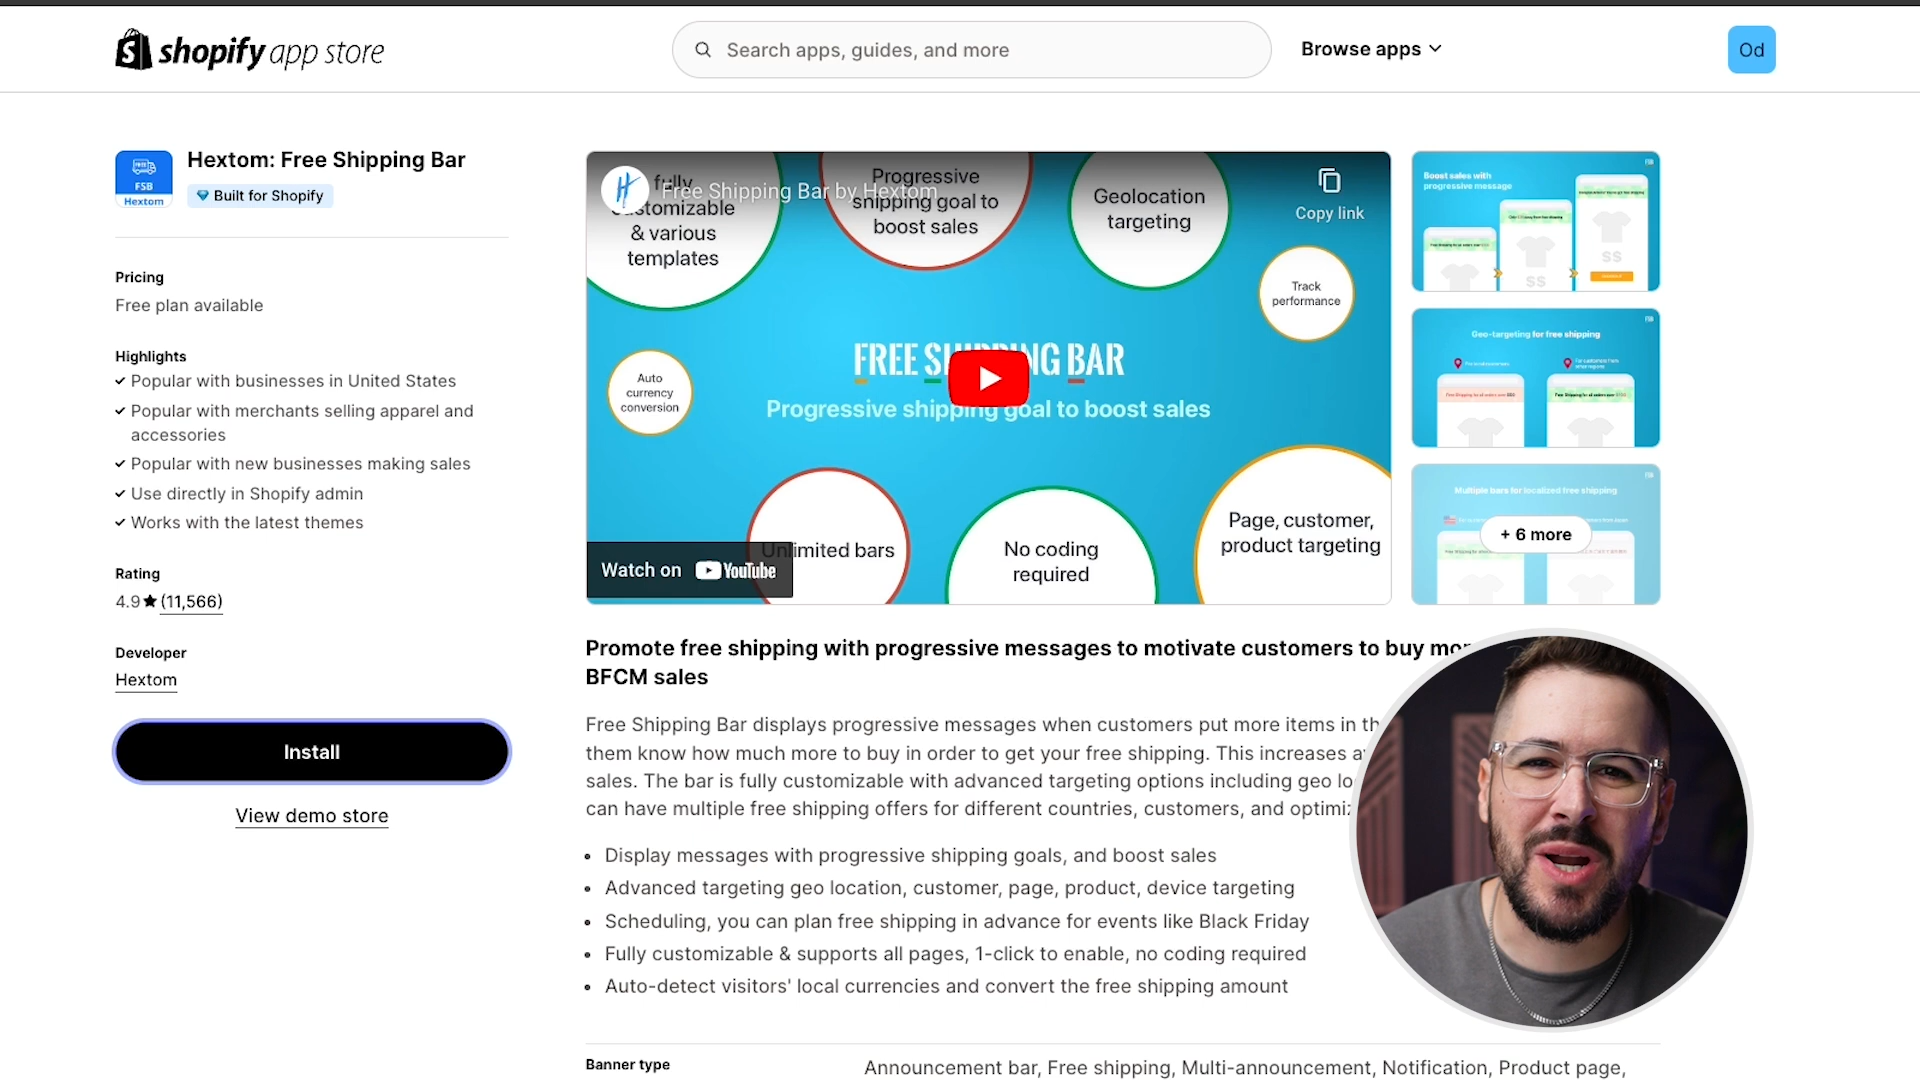 shopify app store
Search apps, guides, and more
Browse apps
Od
FREE
FSB
Hextom
Hextom: Free Shipping Bar
Built for Shopify
Pricing
Free plan available
Highlights
Popular with businesses in United States
Popular with merchants selling apparel and
accessories
Popular with new businesses making sales
Use directly in Shopify admin
Works with the latest themes
Rating
4.9★ (11,566)
Developer
Hextom
Install
View demo store
Free Shipping Bar by Hextom
Copy link
fully
customizable
& various
templates
Progressive
shipping goal to
boost sales
Geolocation
targeting
Track
performance
Auto
currency
conversion
FREE SHIPPING BAR
Progressive shipping goal to boost sales
Unlimited bars
No coding
required
Page, customer,
product targeting
Watch on YouTube
Boost sales with
progressive message
FSB
$$
$$
Geo-targeting for free shipping
FSB
Multiple bars for localized free shipping
FSB
+ 6 more
Promote free shipping with progressive messages to motivate customers to buy mor
BFCM sales
Free Shipping Bar displays progressive messages when customers put more items in th
them know how much more to buy in order to get your free shipping. This increases a
sales. The bar is fully customizable with advanced targeting options including geo lo
can have multiple free shipping offers for different countries, customers, and optimiz
Display messages with progressive shipping goals, and boost sales
Advanced targeting geo location, customer, page, product, device targeting
Scheduling, you can plan free shipping in advance for events like Black Friday
Fully customizable & supports all pages, 1-click to enable, no coding required
Auto-detect visitors' local currencies and convert the free shipping amount
Banner type
Announcement bar, Free shipping, Multi-announcement, Notification, Product page,